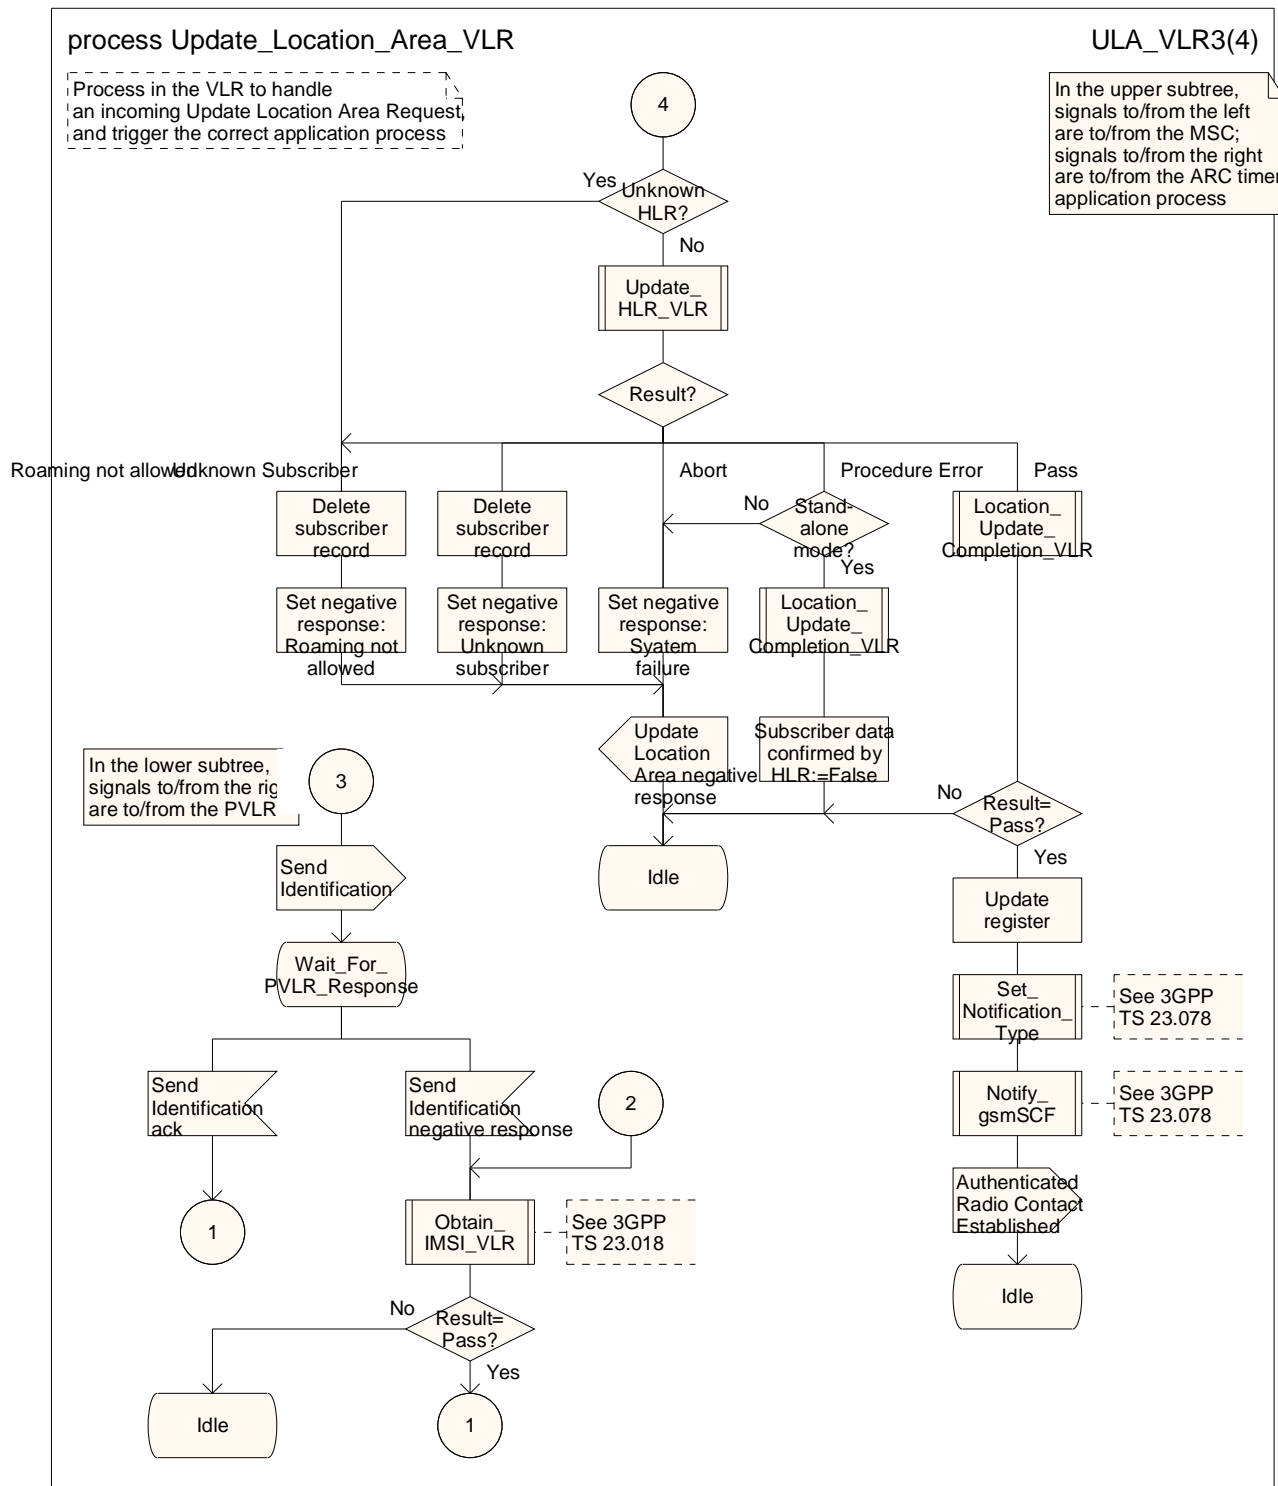 process Update_Location_Area_VLR
ULA_VLR3(4)
Process in the VLR to handle
an incoming Update Location Area Request,
and trigger the correct application process
4
In the upper subtree,
signals to/from the left
are to/from the MSC;
signals to/from the right
are to/from the ARC timer
application process
Yes
Unknown
HLR?
No
Update_
HLR_VLR
Result?
Roaming not allowed
Unknown Subscriber
Abort
Procedure Error
Pass
Delete
subscriber
record
Delete
subscriber
record
No
Stand-
alone
mode?
Yes
Location_
Update_
Completion_VLR
Set negative
response:
Roaming not
allowed
Set negative
response:
Unknown
subscriber
Set negative
response:
Syatem
failure
Location_
Update_
Completion_VLR
Update
Location
Area negative
response
Subscriber data
confirmed by
HLR:=False
In the lower subtree,
signals to/from the rig
are to/from the PVLR
3
No
Result=
Pass?
Yes
Send
Identification
Idle
Update
register
Wait_For_
PVLR_Response
Set_
Notification_
Type
See 3GPP
TS 23.078
Send
Identification
ack
Send
Identification
negative response
2
Notify_
gsmSCF
See 3GPP
TS 23.078
1
Obtain_
IMSI_VLR
See 3GPP
TS 23.018
Authenticated
Radio Contact
Established
Idle
No
Result=
Pass?
Yes
Idle
1